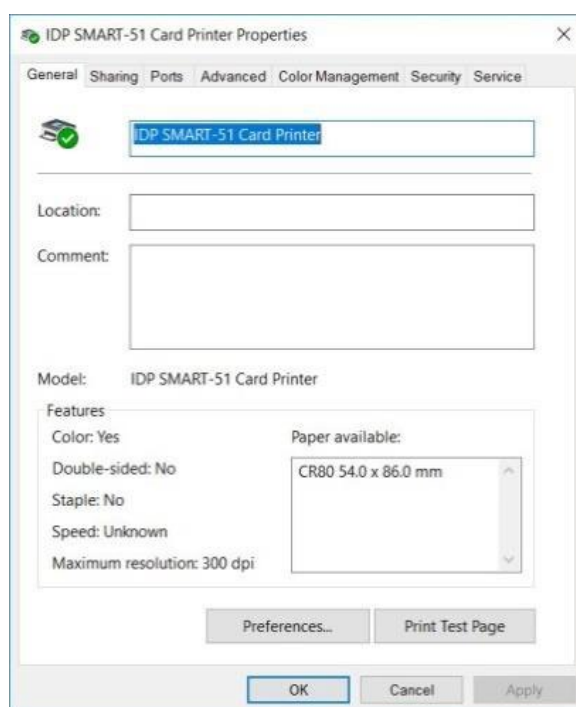 IDP SMART-51 Card Printer Properties
General Sharing Ports Advanced Color Management Security Service
IDP SMART-51 Card Printer
Location:
Comment:
Model: IDP SMART-51 Card Printer
Features
Color: Yes
Paper available:
Double-sided: No
CR80 54.0 x 86.0 mm
Staple: No
Speed: Unknown
Maximum resolution: 300 dpi
Preferences... Print Test Page
OK Cancel Apply